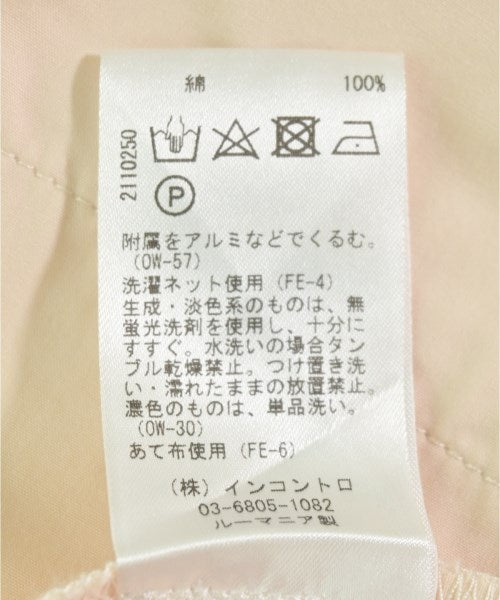 綿 100%
2110250
P
附属をアルミなどでくるむ。
(OW-57)
洗濯ネット使用(FE-4)
生成・淡色系のものは、無
蛍光洗剤を使用し、十分に
すすぐ。水洗いの場合タン
ブル乾燥禁止。つけ置き洗
い・濡れたままの放置禁止。
濃色のものは、単品洗い。
(OW-30)
あて布使用(FE-6)
(株)インコントロ
03-6805-1082
ルーマニア製